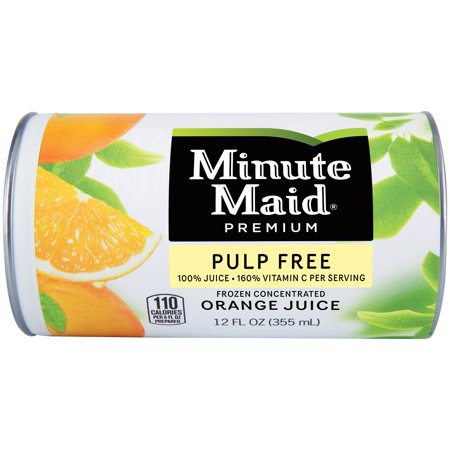 Minute
Maid®
PREMIUM
PULP FREE
100% JUICE • 160% VITAMIN C PER SERVING
FROZEN CONCENTRATED
ORANGE JUICE
12 FL OZ (355 mL)
110
CALORIES
PER 8 FL OZ
PREPARED